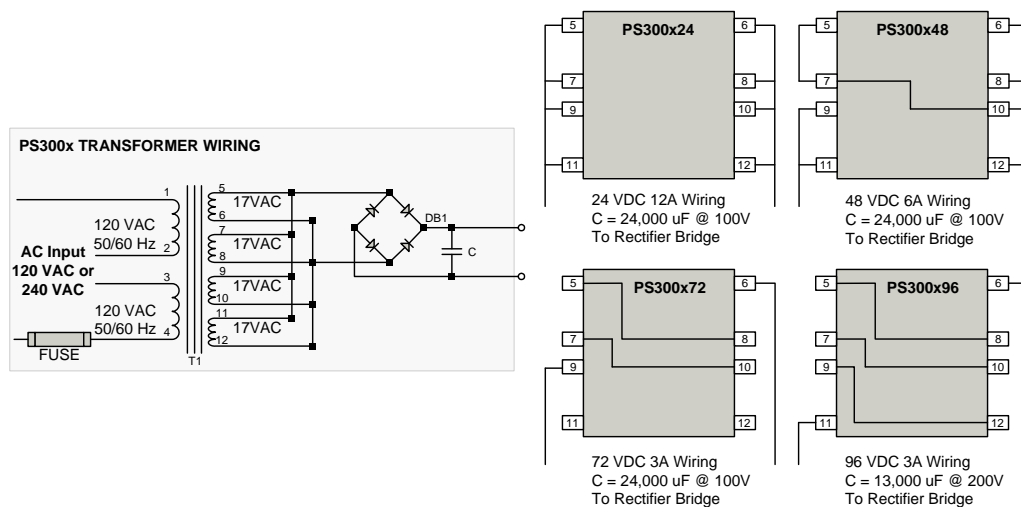 PS300x TRANSFORMER WIRING
1
120 VAC
50/60 Hz
2
AC Input
120 VAC or
240 VAC
3
120 VAC
50/60 Hz
4
FUSE
T1
5
17VAC
6
7
17VAC
8
9
17VAC
10
11
17VAC
12
DB1
C
PS300x24
5
6
7
8
9
10
11
12
24 VDC 12A Wiring
C = 24,000 uF @ 100V
To Rectifier Bridge
PS300x48
5
6
7
8
9
10
11
12
48 VDC 6A Wiring
C = 24,000 uF @ 100V
To Rectifier Bridge
PS300x72
5
6
7
8
9
10
11
12
72 VDC 3A Wiring
C = 24,000 uF @ 100V
To Rectifier Bridge
PS300x96
5
6
7
8
9
10
11
12
96 VDC 3A Wiring
C = 13,000 uF @ 200V
To Rectifier Bridge